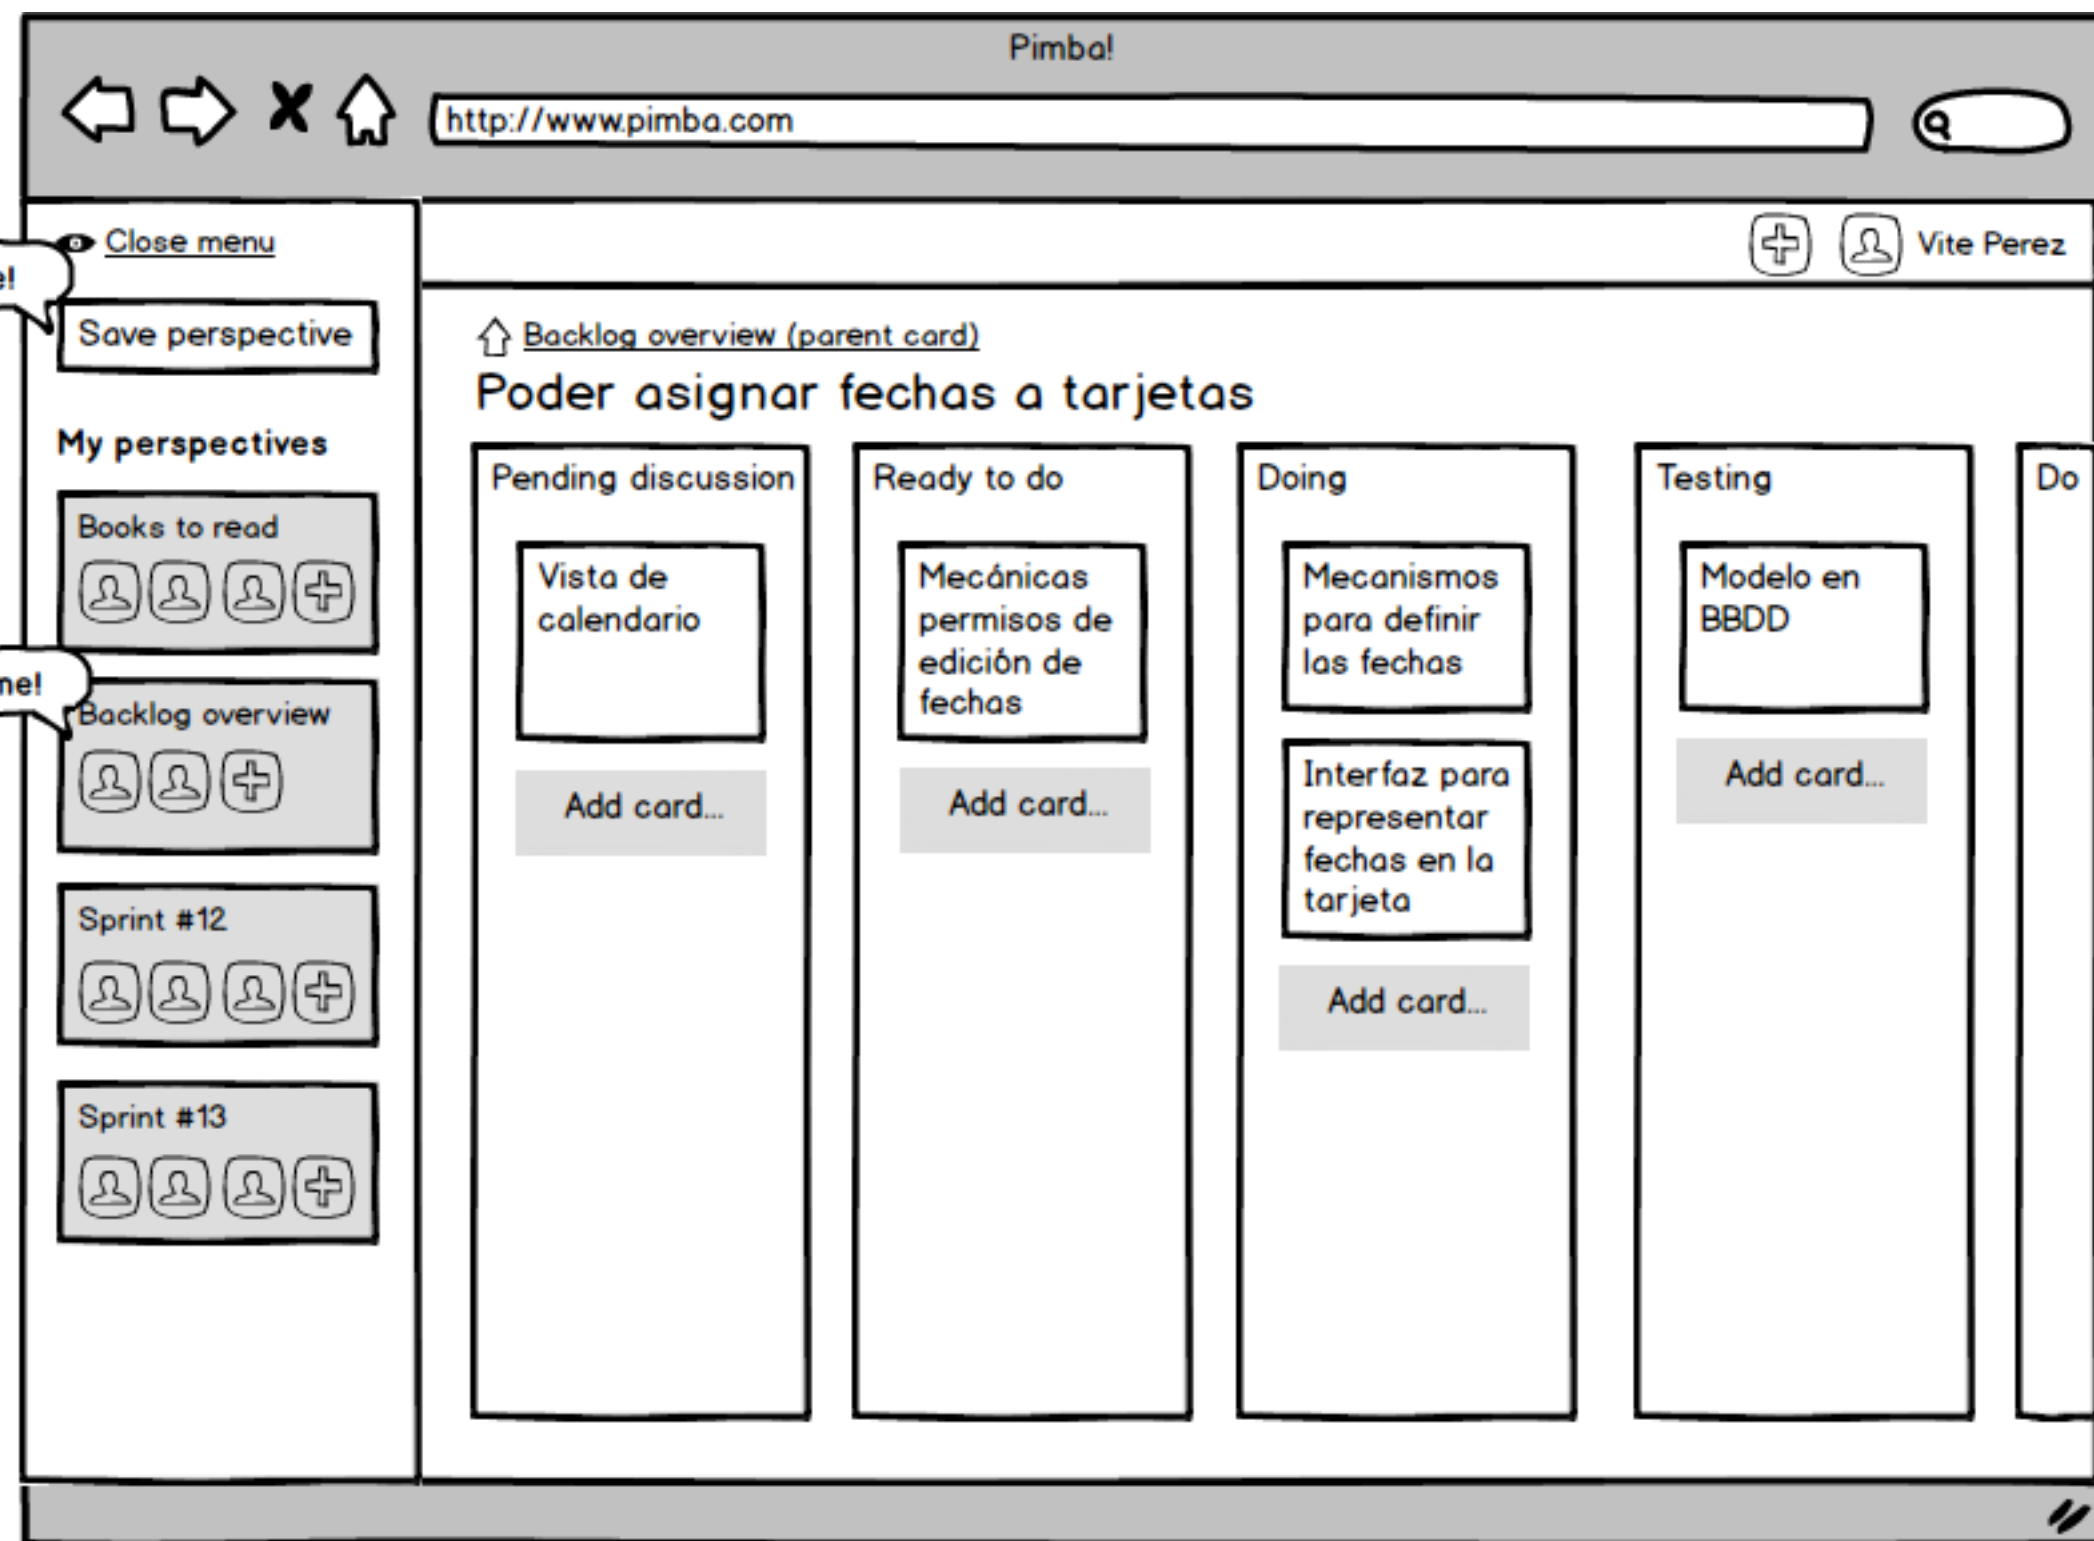 Pimba!
http://www.pimba.com
Close menu
Save perspective
My perspectives
Books to read
Backlog overview
Sprint #12
Sprint #13
Vite Perez
Backlog overview (parent card)
Poder asignar fechas a tarjetas
Pending discussion
Vista de
calendario
Add card...
Ready to do
Mecánicas
permisos de
edición de
fechas
Add card...
Doing
Mecanismos
para definir
las fechas
Interfaz para
representar
fechas en la
tarjeta
Add card...
Testing
Modelo en
BBDD
Add card...
Do